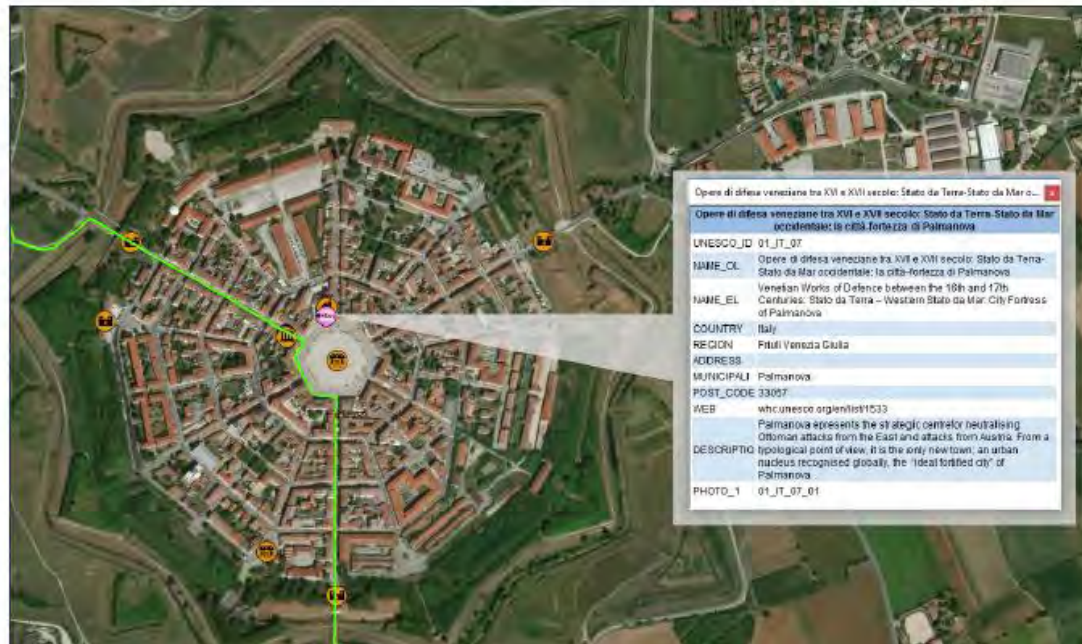 Opere di difesa veneziane tra XVI e XVII secolo: Stato da Terra-Stato da Mar o...
Opere di difesa veneziane tra XVI e XVII secolo: Stato da Terra-Stato da Mar
occidentale: la città-fortezza di Palmanova
UNESCO_ID 01_IT_07
NAME_OL Opere di difesa veneziane tra XVI e XVII secolo: Stato da Terra-
Stato da Mar occidentale: la città-fortezza di Palmanova
NAME_EL Venetian Works of Defence between the 16th and 17th
Centuries: Stato da Terra – Western Stato da Mar: City Fortress
of Palmanova
COUNTRY Italy
REGION Friuli Venezia Giulia
ADDRESS
MUNICIPALI Palmanova
POST_CODE 33057
WEB whc.unesco.org/en/list/1533
DESCRIPTIO Palmanova epresents the strategic centrefor neutralising
Ottoman attacks from the East and attacks from Austria. From a
typological point of view, it is the only new town; an urban
nucleus recognised globally, the "ideal fortified city" of
Palmanova
PHOTO_1 01_IT_07_01